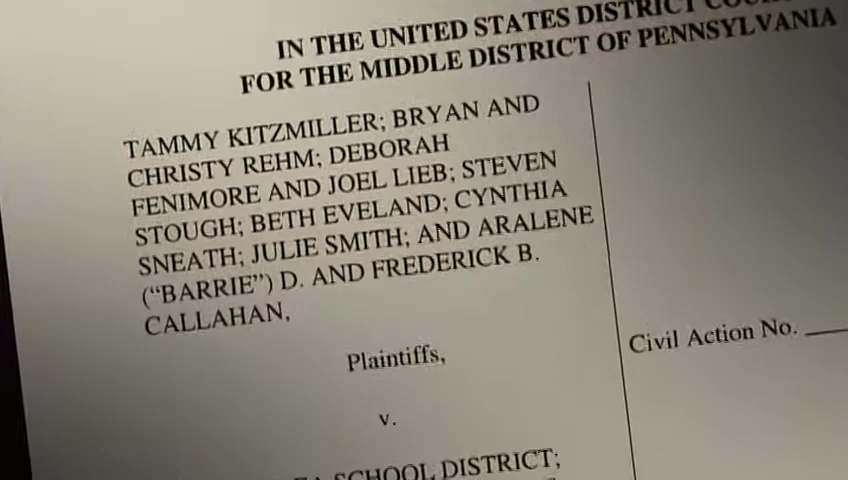 IN THE UNITED STATES DISTRICT
FOR THE MIDDLE DISTRICT OF PENNSYLVANIA
TAMMY KITZMILLER; BRYAN AND
CHRISTY REHM; DEBORAH
FENIMORE AND JOEL LIEB; STEVEN
STOUGH; BETH EVELAND; CYNTHIA
SNEATH; JULIE SMITH; AND ARALENE
("BARRIE") D. AND FREDERICK B.
CALLAHAN,
Plaintiffs,
Civil Action No.
v.
SCHOOL DISTRICT;